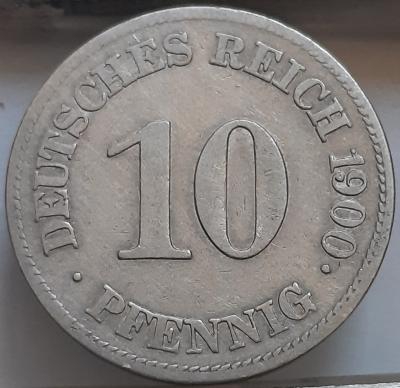 DEUTSCHES REICH 1900.
10
· PFENNIG